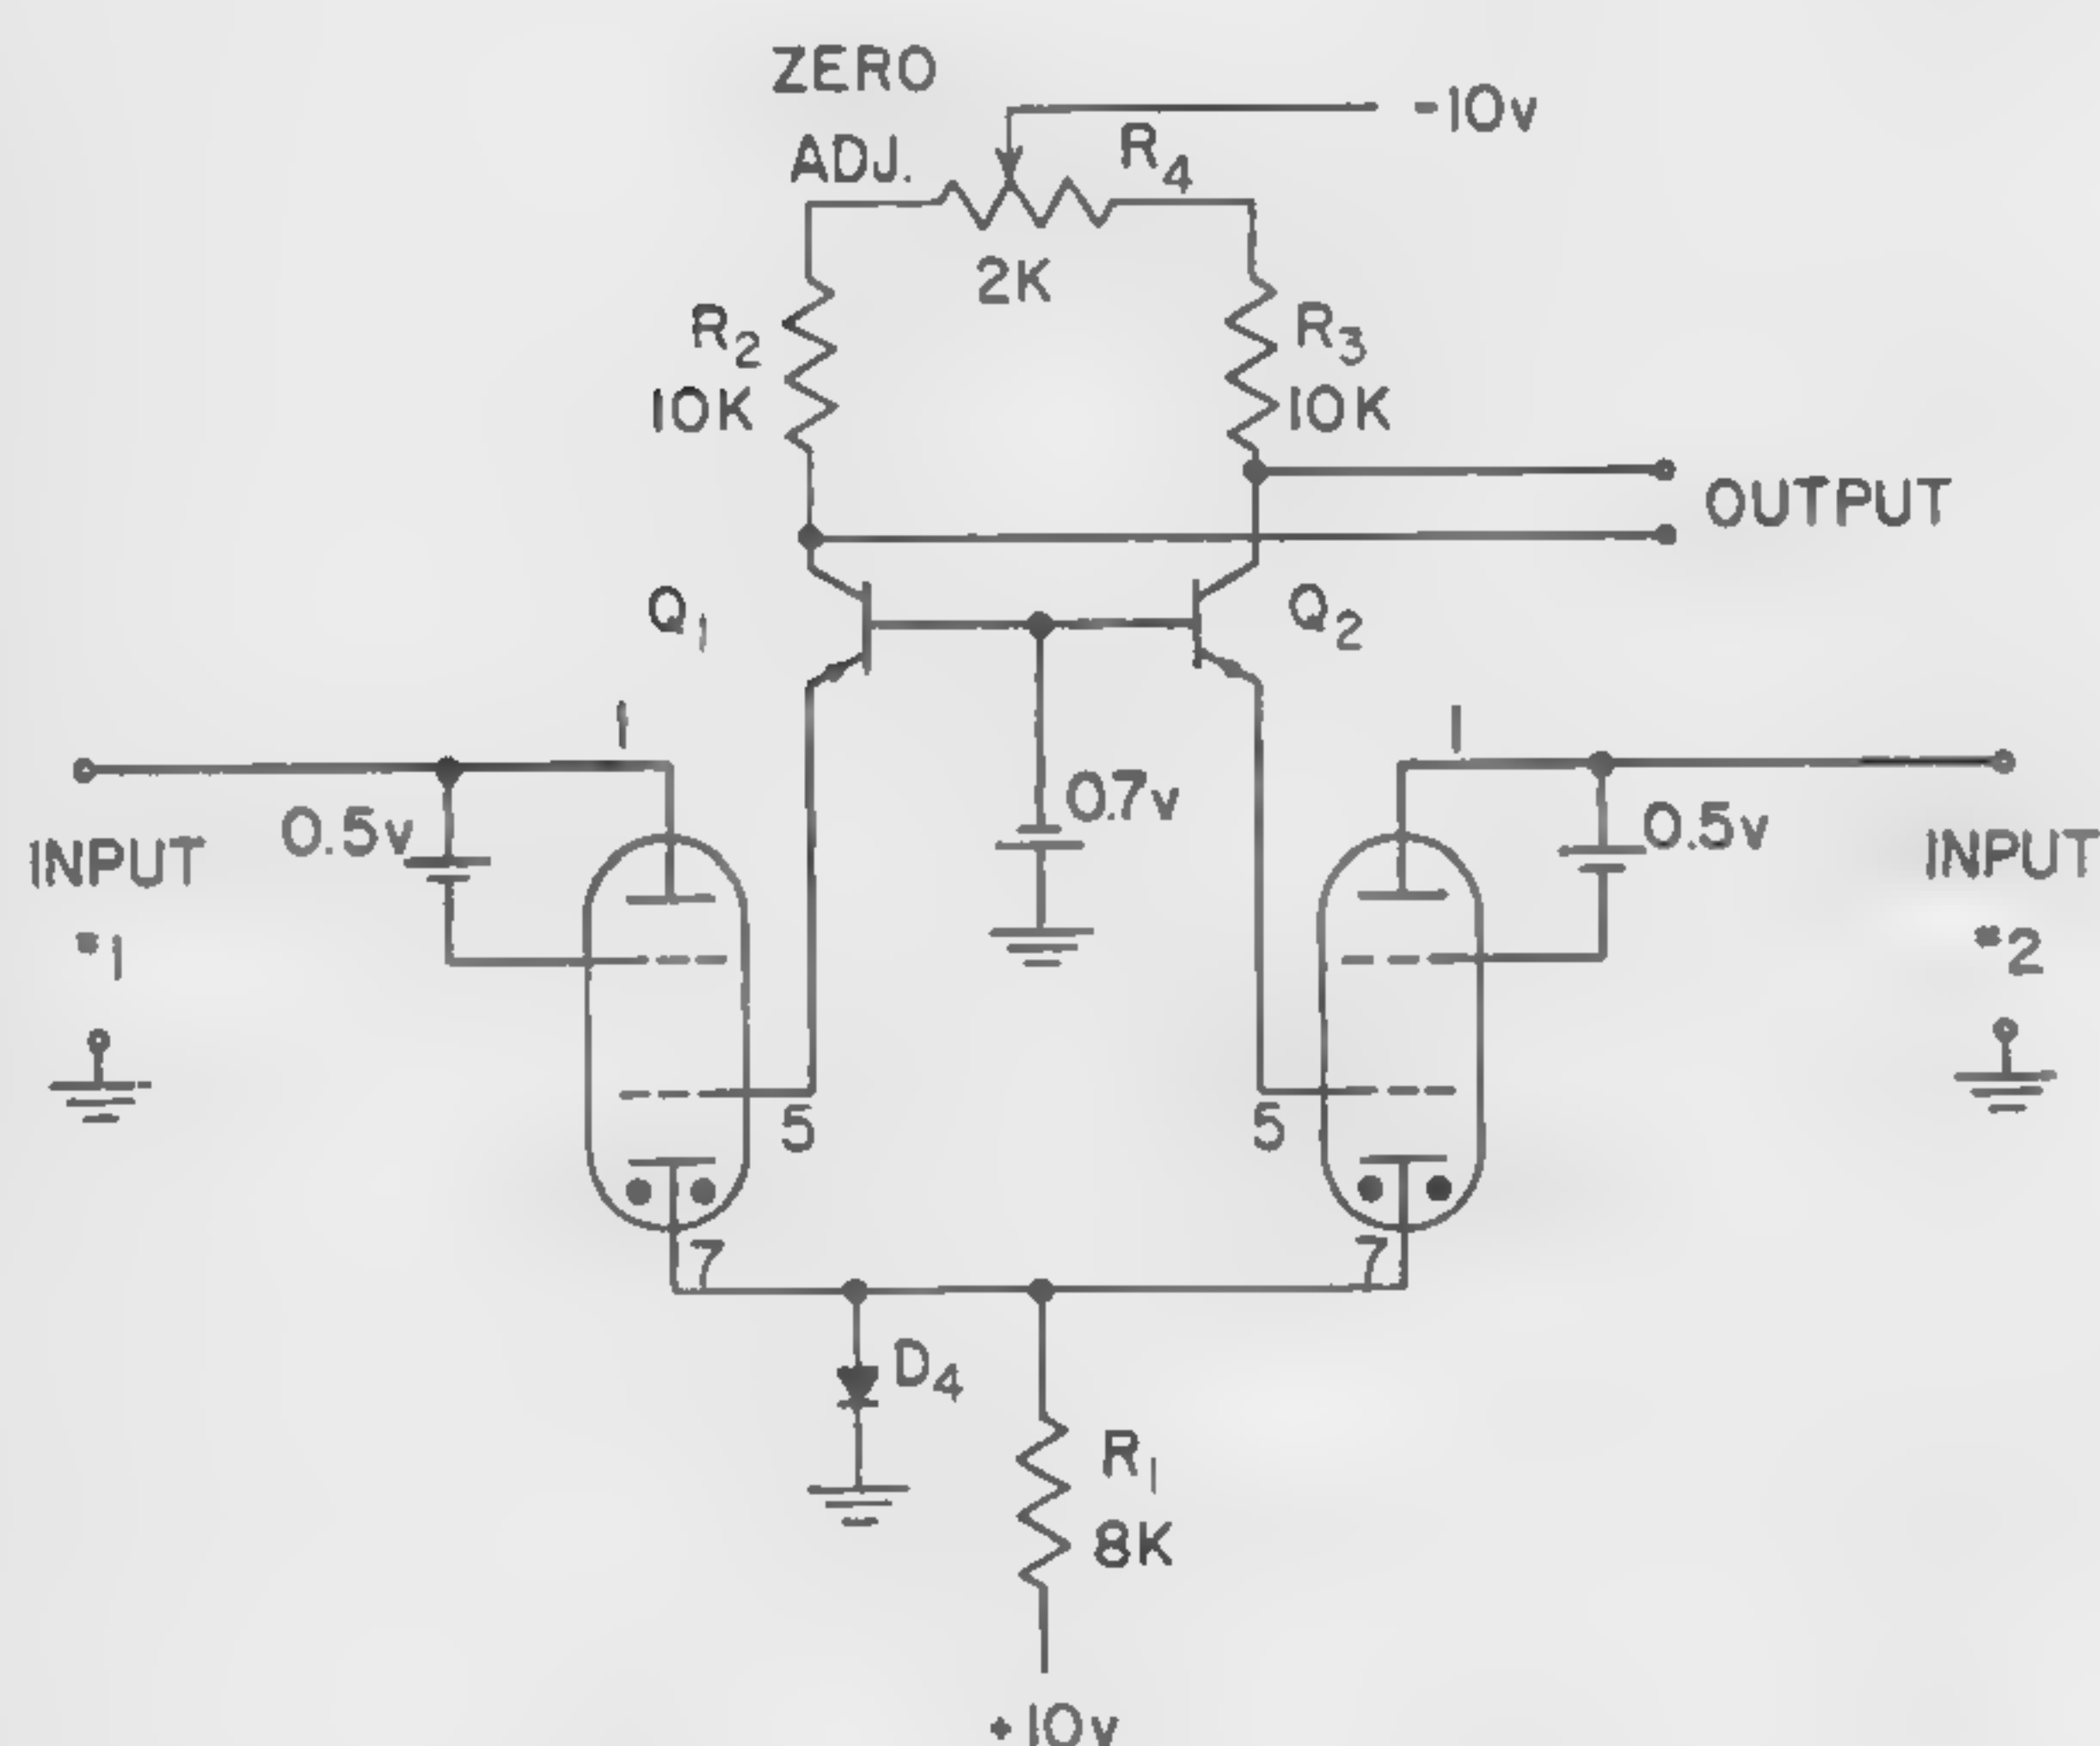 ZERO
ADJ.
-10v
R4
2K
R2
10K
R3
10K
OUTPUT
Q1
Q2
1
1
0.7v
0.5v
0.5v
INPUT
#1
INPUT
#2
5
5
7
7
D4
R1
8K
+10v